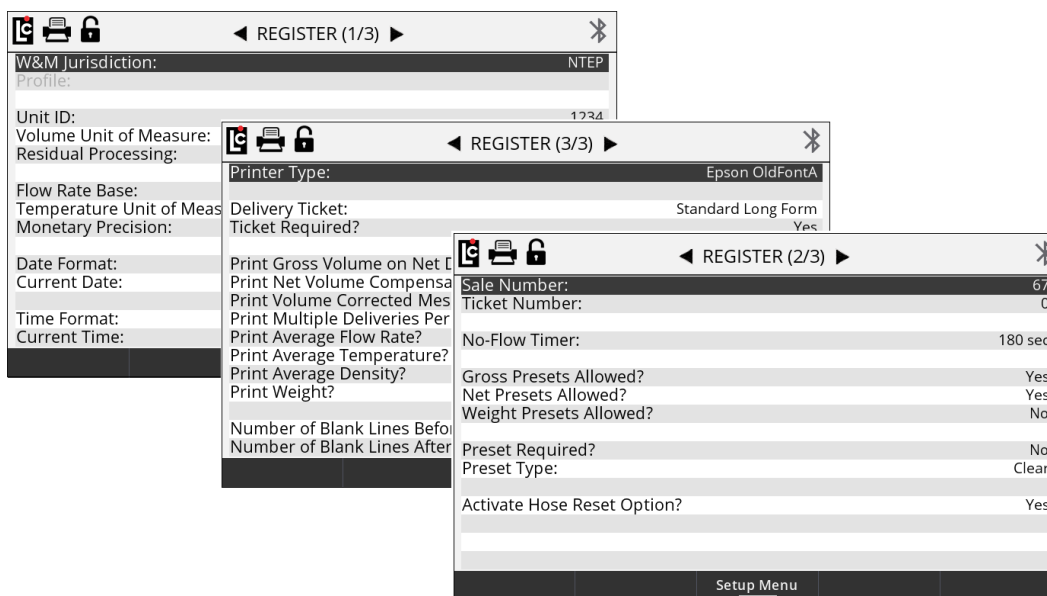 REGISTER (1/3)
W&M Jurisdiction: NTEP
Profile:
Unit ID: 1234
Volume Unit of Measure:
Residual Processing:
Flow Rate Base:
Temperature Unit of Meas
Monetary Precision:
Date Format:
Current Date:
Time Format:
Current Time:
REGISTER (3/3)
Printer Type: Epson OldFontA
Delivery Ticket: Standard Long Form
Ticket Required? Yes
Print Gross Volume on Net D
Print Net Volume Compensa
Print Volume Corrected Mes
Print Multiple Deliveries Per
Print Average Flow Rate?
Print Average Temperature?
Print Average Density?
Print Weight?
Number of Blank Lines Befo
Number of Blank Lines After
REGISTER (2/3)
Sale Number: 67
Ticket Number: 0
No-Flow Timer: 180 sec
Gross Presets Allowed? Yes
Net Presets Allowed? Yes
Weight Presets Allowed? No
Preset Required? No
Preset Type: Clear
Activate Hose Reset Option? Yes
Setup Menu